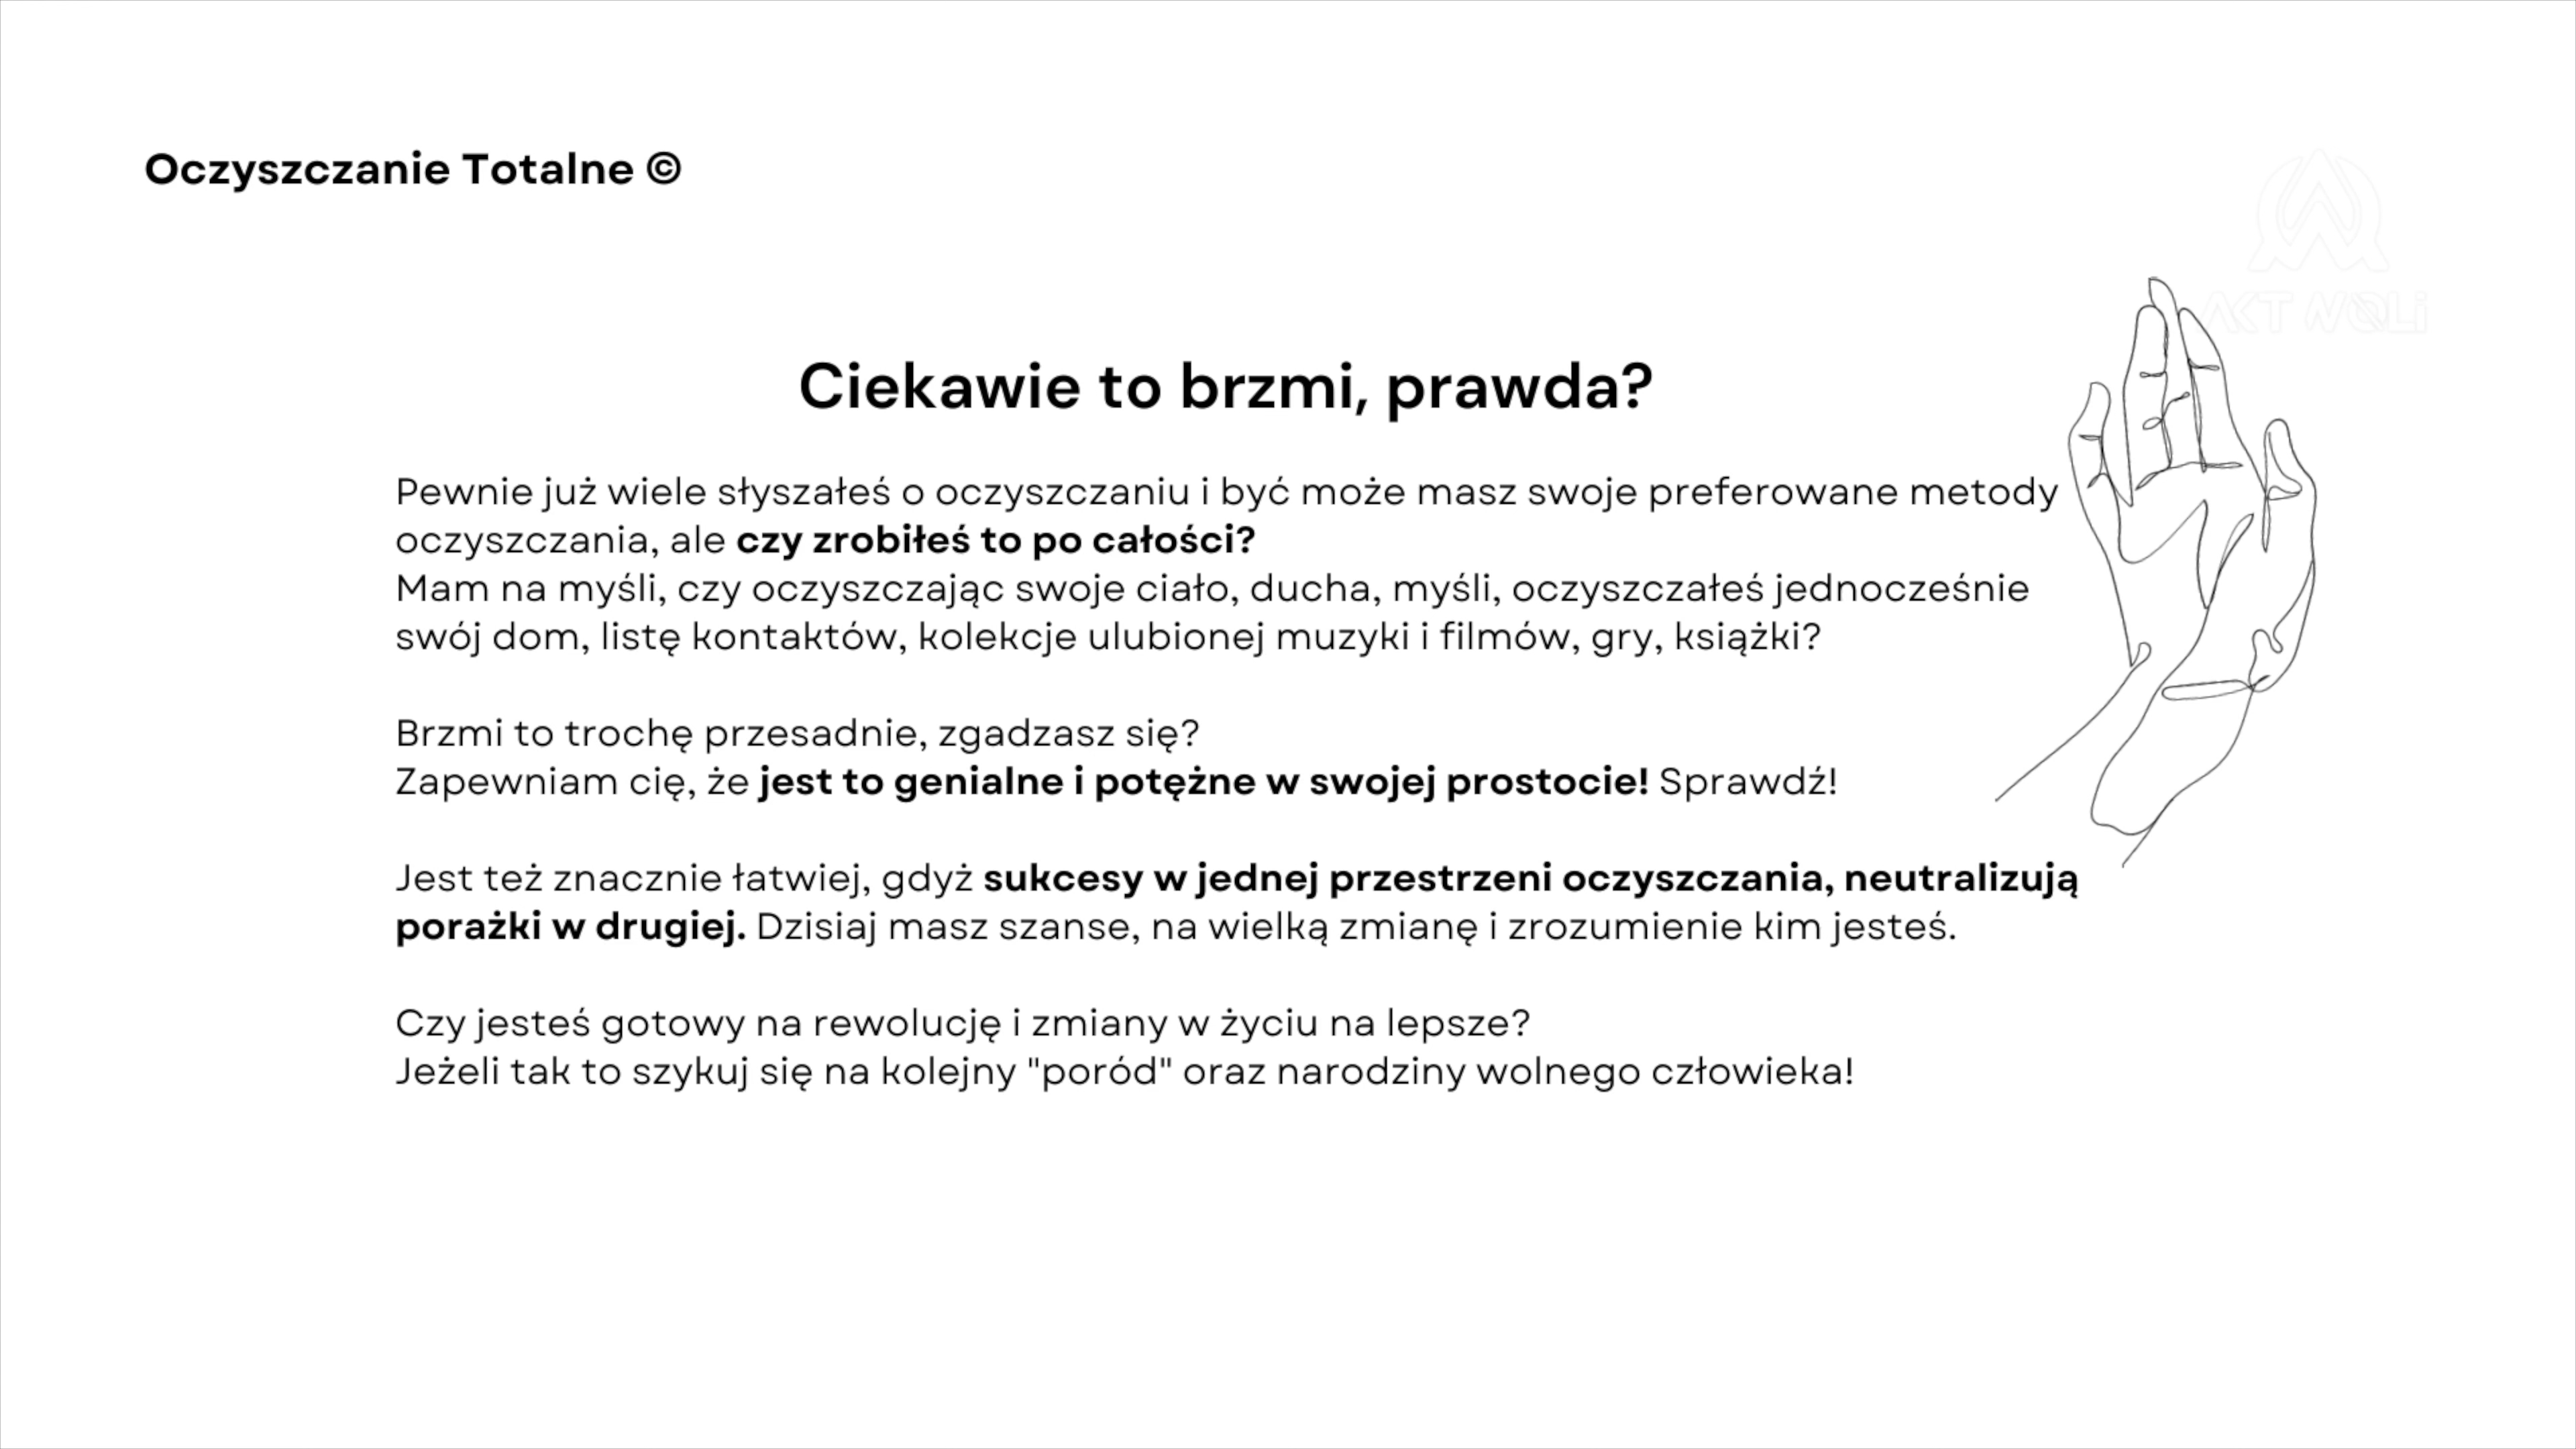 Oczyszczanie Totalne ©
AKT WOLi
Ciekawie to brzmi, prawda?
Pewnie już wiele słyszałeś o oczyszczaniu i być może masz swoje preferowane metody
oczyszczania, ale czy zrobiłeś to po całości?
Mam na myśli, czy oczyszczając swoje ciało, ducha, myśli, oczyszczałeś jednocześnie
swój dom, listę kontaktów, kolekcje ulubionej muzyki i filmów, gry, książki?
Brzmi to trochę przesadnie, zgadzasz się?
Zapewniam cię, że jest to genialne i potężne w swojej prostocie! Sprawdź!
Jest też znacznie łatwiej, gdyż sukcesy w jednej przestrzeni oczyszczania, neutralizują
porażki w drugiej. Dzisiaj masz szanse, na wielką zmianę i zrozumienie kim jesteś.
Czy jesteś gotowy na rewolucję i zmiany w życiu na lepsze?
Jeżeli tak to szykuj się na kolejny "poród" oraz narodziny wolnego człowieka!